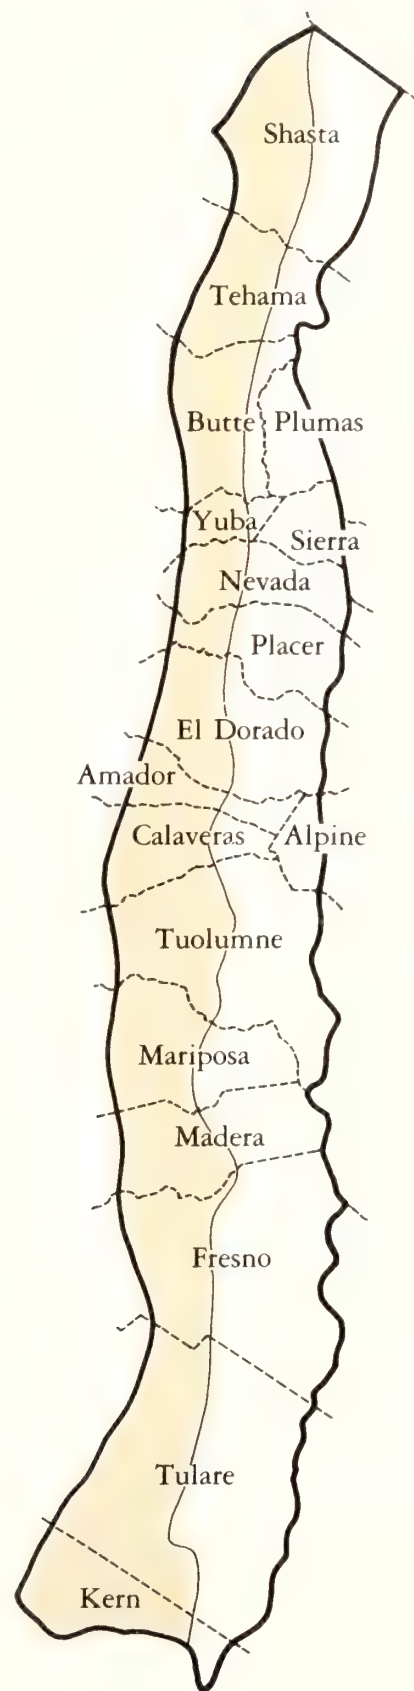 Shasta
Tehama
Butte Plumas
Yuba
Sierra
Nevada
Placer
El Dorado
Amador
Calaveras Alpine
Tuolumne
Mariposa
Madera
Fresno
Tulare
Kern